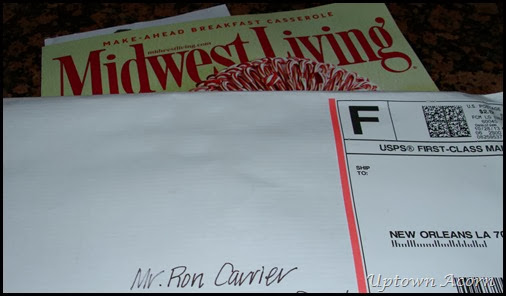 MAKE-AHEAD BREAKFAST CASSEROLE
midwestliving.com
Midwest Living
F
U.S. POSTAGE
USPS® FIRST-CLASS MA
SHIP
TO:
NEW ORLEANS LA 70
Mr. Ron Carrier
Uptown Acorn